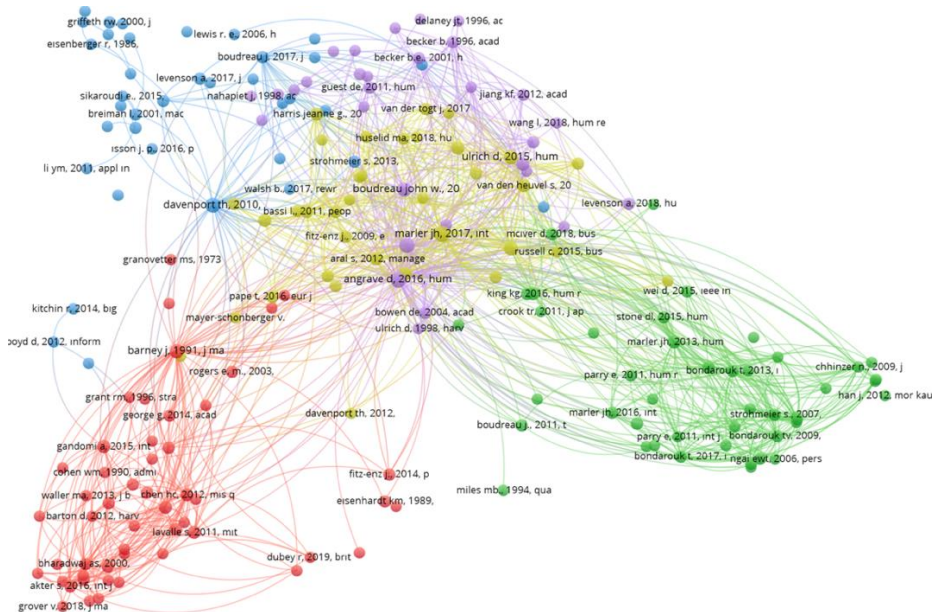 delaney jt, 1996, ac
griffeth rw, 2000, j
lewis r. e., 2006, h
becker b, 1996, acad
eisenberger r, 1986,
boudreau j., 2017, j
becker b.e., 2001, h
levenson a, 2017, j
guest de, 2011, hum
jiang kf, 2012, acad
sikaroudi e., 2015,
nahapiet j, 1998, ac
van der togt j, 2017
breiman l, 2001, mac
harris jeanne g., 20
wang l, 2018, hum re
huselid ma, 2018, hu
isson j. p., 2016, p
ulrich d, 2015, hum
strohmeier s, 2013,
li ym, 2011, appl in
van den heuvel s, 20
walsh b., 2017, rewr
boudreau john w., 20
levenson a, 2018, hu
davenport th, 2010,
bassi l., 2011, peop
marler jh, 2017, int
mciver d, 2018, bus
fitz-enz j., 2009, e
russell c, 2015, bus
granovetter ms, 1973
aral s, 2012, manage
angrave d, 2016, hum
wei d, 2015, ieee in
pape t, 2016, eur j
king kg, 2016, hum r
kitchin r, 2014, big
crook tr, 2011, j ap
mayer-schonberger v.
bowen de, 2004, acad
stone dl, 2015, hum
ulrich d, 1998, harv
boyd d, 2012, inform
marler jh, 2013, hum
barney j, 1991, j ma
bondarouk t, 2013, i
chhinzer n., 2009, j
rogers e. m., 2003,
parry e, 2011, hum r
grant rm, 1996, stra
han j, 2012, mor kau
george g, 2014, acad
davenport th, 2012,
marler jh, 2016, int
strohmeier s., 2007,
boudreau j., 2011, t
parry e, 2011, int j
bondarouk tv, 2009,
gandomi a, 2015, int
bondarouk t, 2017, i
ngai ewt, 2006, pers
cohen wm, 1990, admi
fitz-enz j., 2014, p
miles mb., 1994, qua
waller ma, 2013, j b
chen hc, 2012, mis q
eisenhardt km, 1989,
barton d, 2012, harv
lavalle s, 2011, mit
dubey r, 2019, brit
bharadwaj as, 2000,
akter s, 2016, int j
grover v, 2018, j ma